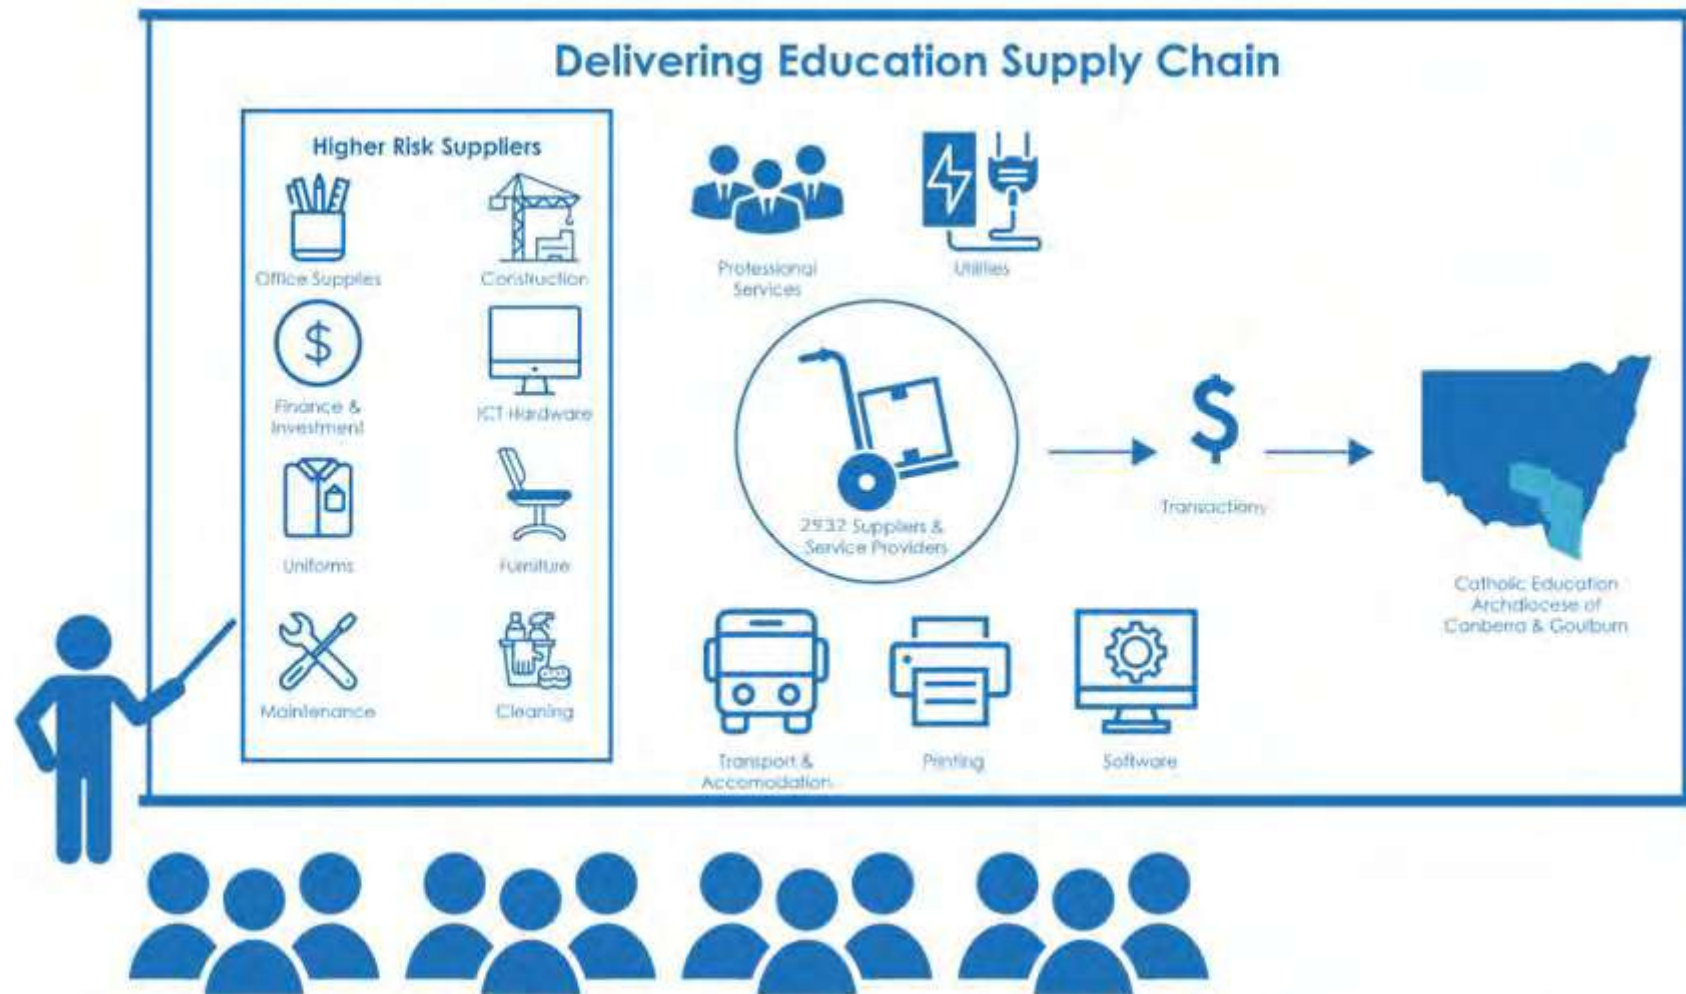 Delivering Education Supply Chain
Higher Risk Suppliers
Office Supplies
Construction
Finance &
Investment
ICT Hardware
Uniforms
Furniture
Maintenance
Cleaning
Professional
Services
Utilities
2932 Suppliers &
Service Providers
Transactions
Catholic Education
Archdiocese of
Canberra & Goulburn
Transport &
Accomodation
Printing
Software